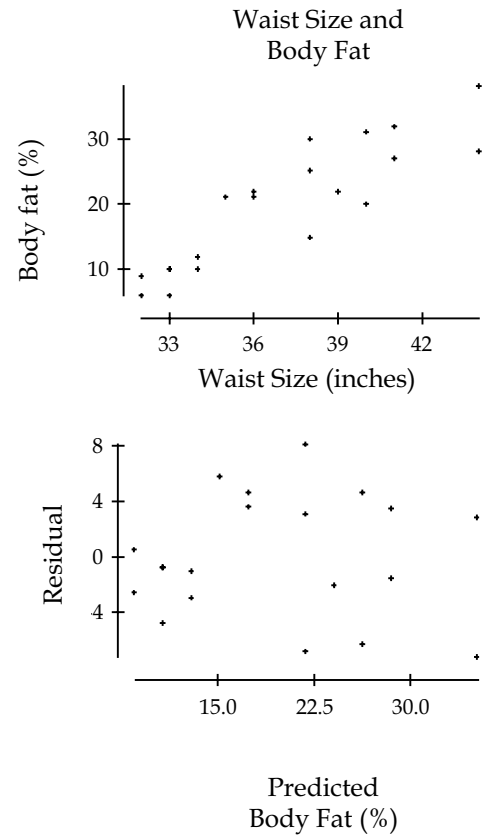 Waist Size and
Body Fat
Body fat (%)
30
20
10
33 36 39 42
Waist Size (inches)
Residual
8
4
0
-4
15.0 22.5 30.0
Predicted
Body Fat (%)